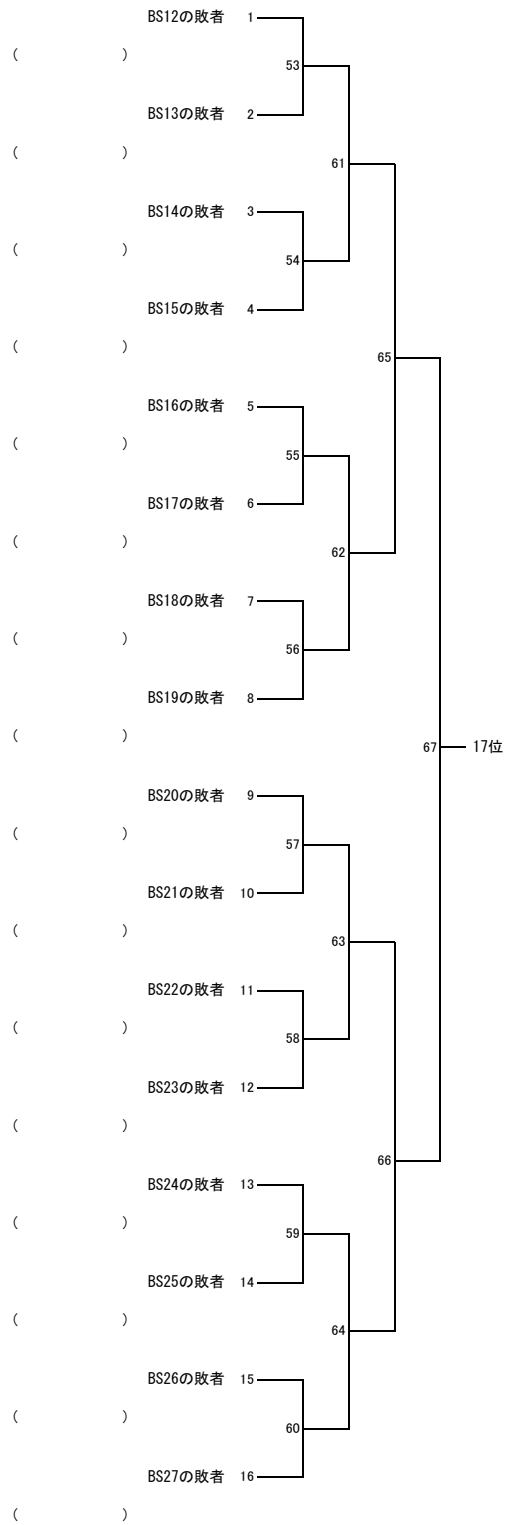 BS12の敗者 1
(　　　　)
53
BS13の敗者 2
(　　　　)
61
BS14の敗者 3
(　　　　)
54
BS15の敗者 4
(　　　　)
65
BS16の敗者 5
(　　　　)
55
BS17の敗者 6
(　　　　)
62
BS18の敗者 7
(　　　　)
56
BS19の敗者 8
(　　　　)
67 17位
BS20の敗者 9
(　　　　)
57
BS21の敗者 10
(　　　　)
63
BS22の敗者 11
(　　　　)
58
BS23の敗者 12
(　　　　)
66
BS24の敗者 13
(　　　　)
59
BS25の敗者 14
(　　　　)
64
BS26の敗者 15
(　　　　)
60
BS27の敗者 16
(　　　　)